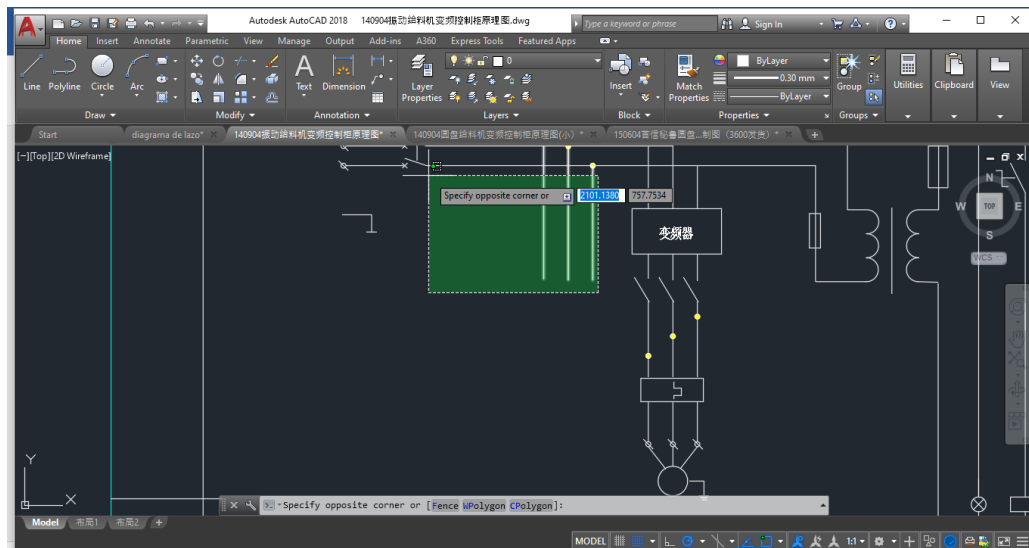 Autodesk AutoCAD 2018 140904振动给料机变频控制柜原理图.dwg
Type a keyword or phrase
Sign In
Home Insert Annotate Parametric View Manage Output Add-ins A360 Express Tools Featured Apps
Line Polyline Circle Arc
Text Dimension
Layer Properties
0
Insert
Match Properties
ByLayer
0.30 mm
ByLayer
Group
Utilities Clipboard View
Draw Modify Annotation Layers Block Properties Groups
Start diagrama de lazo* 140904振动给料机变频控制柜原理图* 140904圆盘给料机变频控制柜原理图(小)* 150604首信秘鲁圆盘...制图（3600发货）*
[−][Top][2D Wireframe]
N
W TOP E
S
WCS
Specify opposite corner or 2101.1380 757.7534
变频器
Y
X
Specify opposite corner or [Fence WPolygon CPolygon]:
Model 布局1 布局2 +
MODEL 1:1